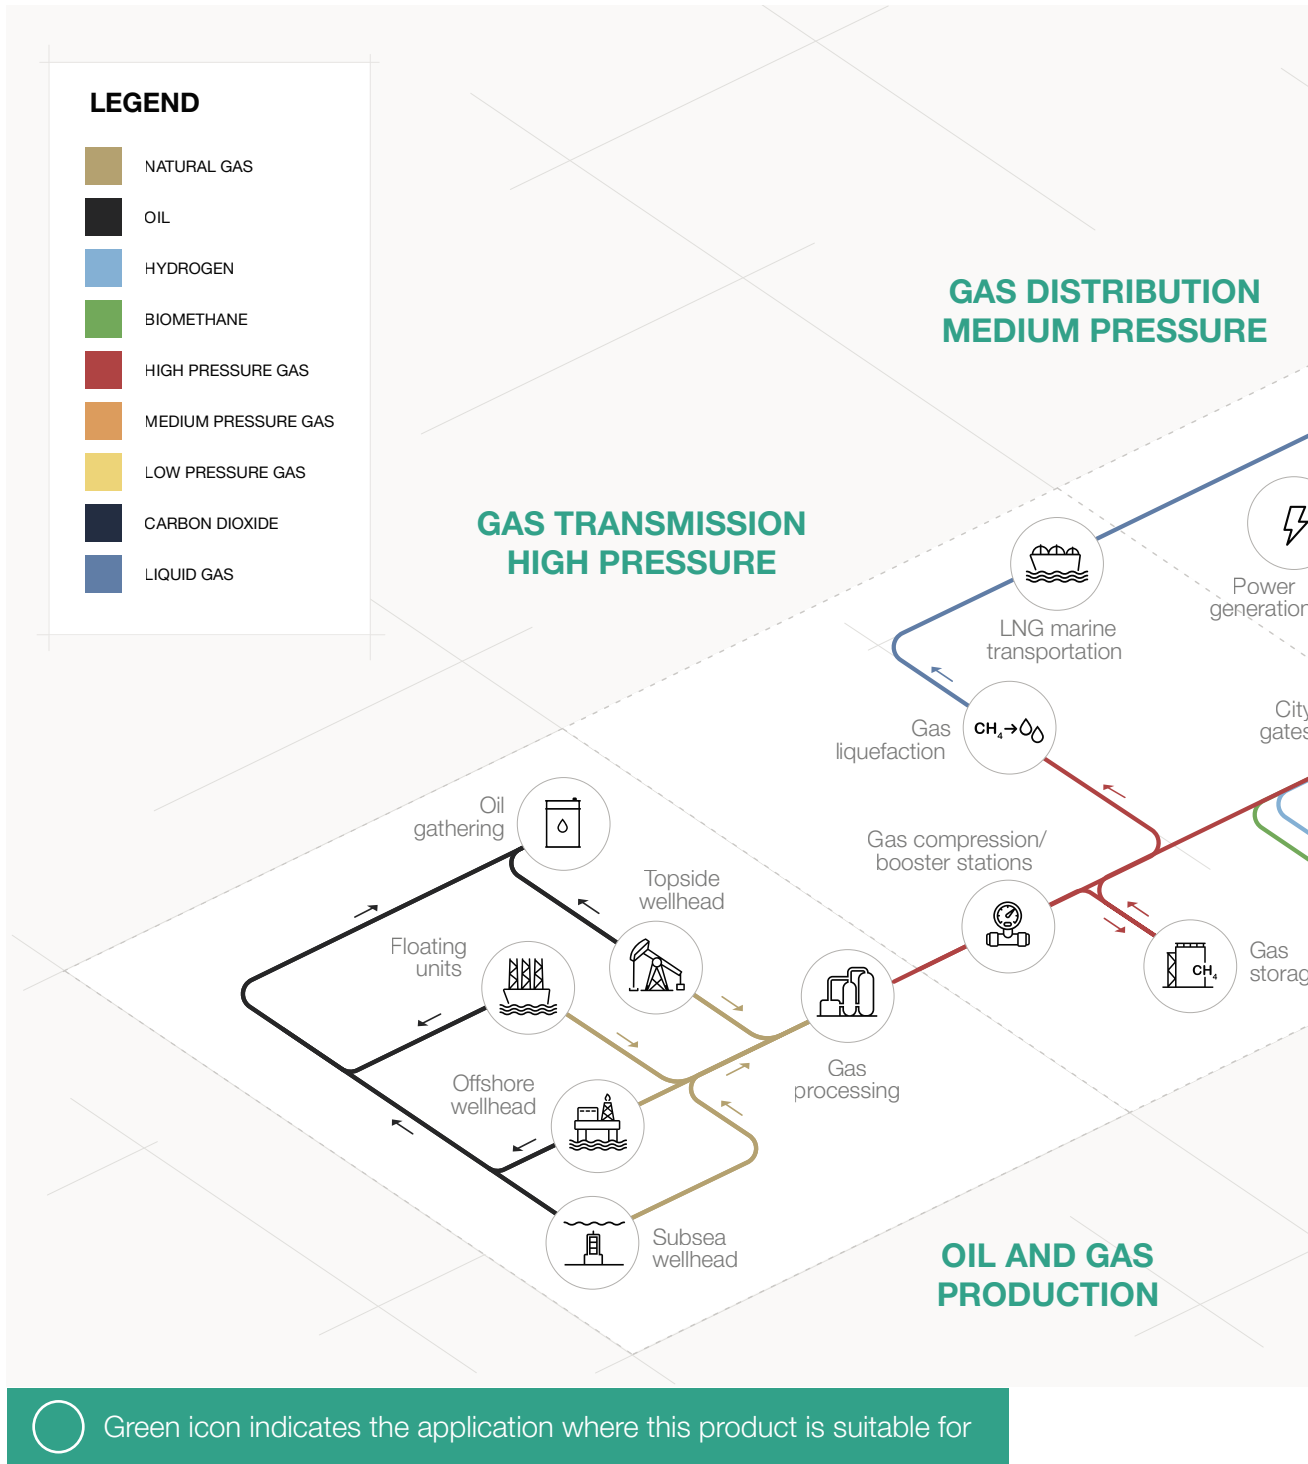 LEGEND
NATURAL GAS
OIL
HYDROGEN
BIOMETHANE
HIGH PRESSURE GAS
MEDIUM PRESSURE GAS
LOW PRESSURE GAS
CARBON DIOXIDE
LIQUID GAS
GAS DISTRIBUTION
MEDIUM PRESSURE
GAS TRANSMISSION
HIGH PRESSURE
Power
generation
LNG marine
transportation
City
gates
Gas
liquefaction
CH4
Oil
gathering
Gas compression/
booster stations
Topside
wellhead
Floating
units
Gas
storag
CH4
Gas
processing
Offshore
wellhead
Subsea
wellhead
OIL AND GAS
PRODUCTION
Green icon indicates the application where this product is suitable for